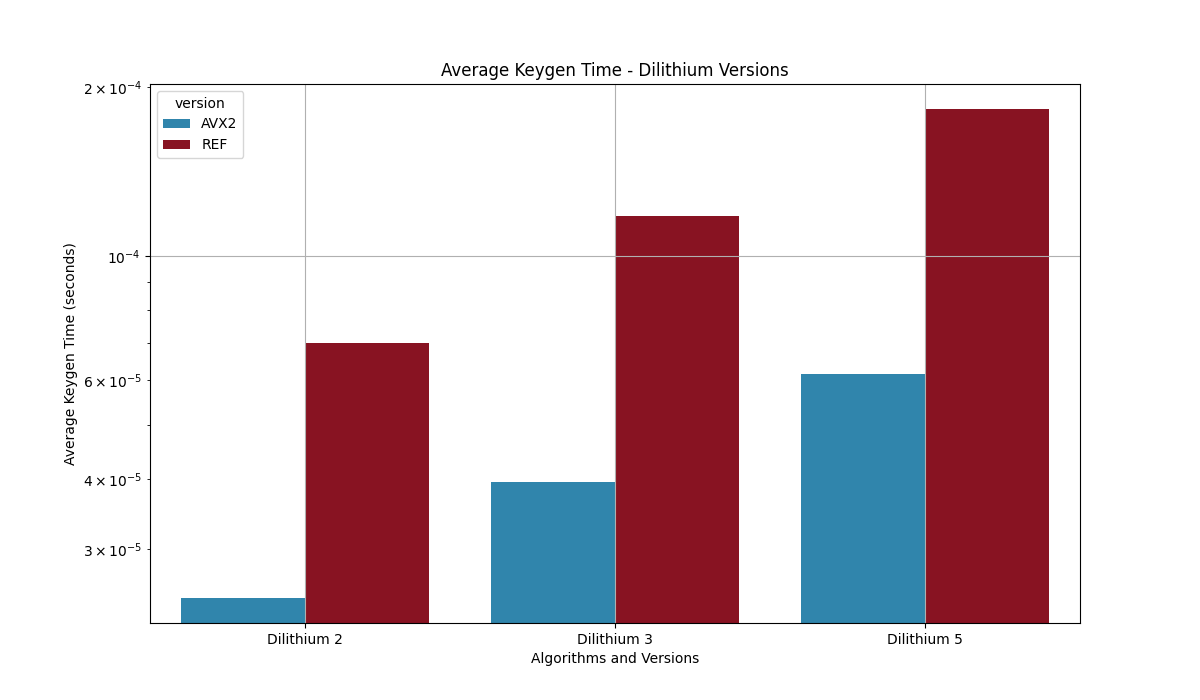 Average Keygen Time - Dilithium Versions
version
AVX2
REF
Average Keygen Time (seconds)
2 × 10⁻⁴
10⁻⁴
6 × 10⁻⁵
4 × 10⁻⁵
3 × 10⁻⁵
Dilithium 2 Dilithium 3 Dilithium 5
Algorithms and Versions